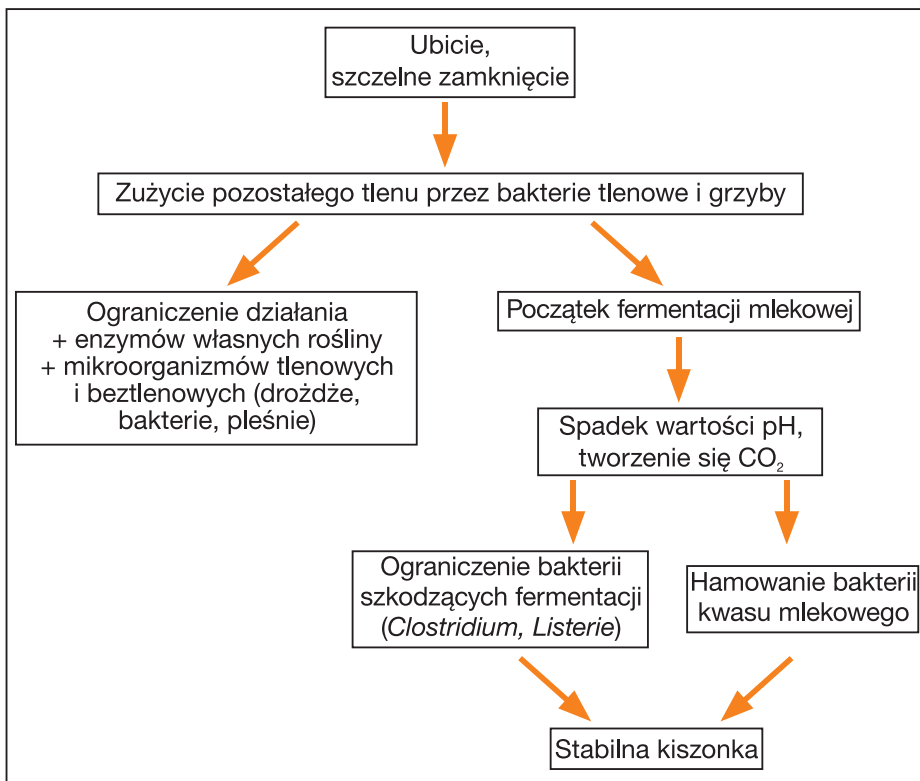 Ubicie,
szczelne zamknięcie
Zużycie pozostałego tlenu przez bakterie tlenowe i grzyby
Ograniczenie działania
+ enzymów własnych rośliny
+ mikroorganizmów tlenowych
i beztlenowych (drożdże,
bakterie, pleśnie)
Początek fermentacji mlekowej
Spadek wartości pH,
tworzenie się CO₂
Ograniczenie bakterii
szkodzących fermentacji
(Clostridium, Listerie)
Hamowanie bakterii
kwasu mlekowego
Stabilna kiszonka